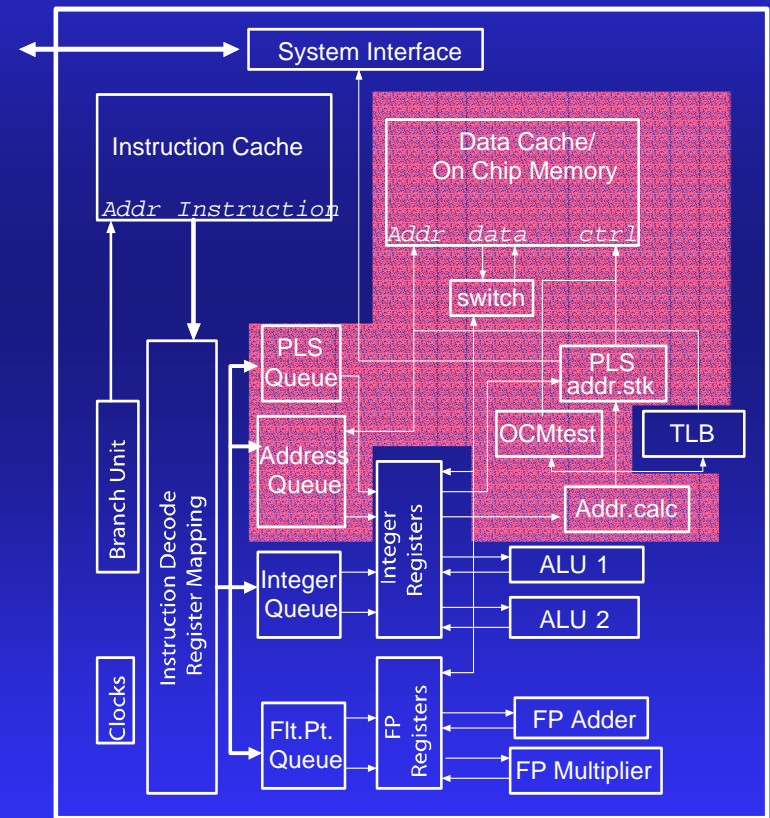 System Interface
Instruction Cache
Addr Instruction
Data Cache/
On Chip Memory
Addr data ctrl
switch
PLS
Queue
PLS
addr.stk
Address
Queue
OCMtest
TLB
Branch Unit
Instruction Decode
Register Mapping
Integer
Registers
Addr.calc
Integer
Queue
ALU 1
ALU 2
Clocks
Flt.Pt.
Queue
FP
Registers
FP Adder
FP Multiplier